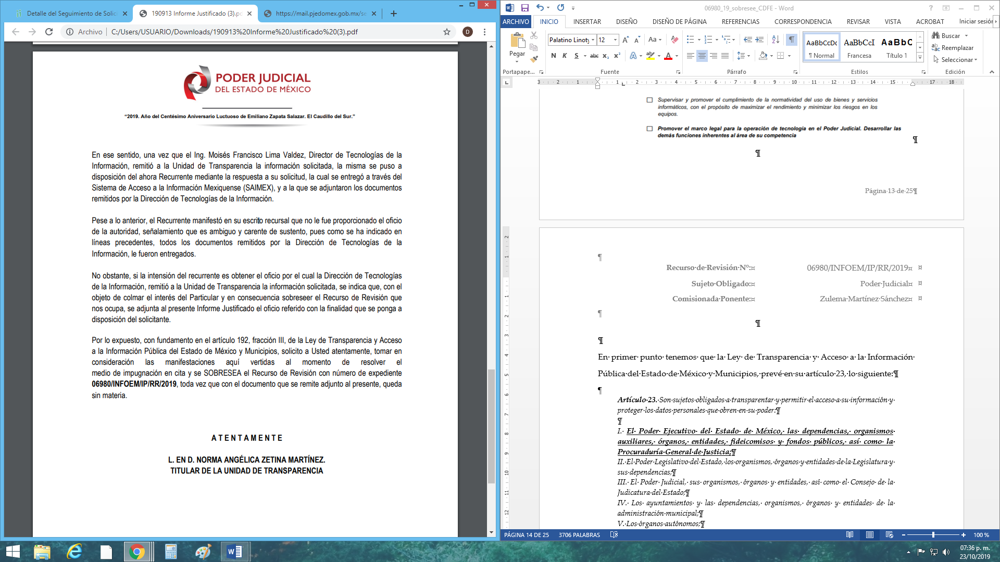 Detalle del Seguimiento de Solic
190913 Informe Justificado (3).pd
https://mail.pjedomex.gob.mx/se
Archivo
C:/Users/USUARIO/Downloads/190913%20Informe%20Justificado%20(3).pdf
D
PODER JUDICIAL
DEL ESTADO DE MÉXICO
“2019. Año del Centésimo Aniversario Luctuoso de Emiliano Zapata Salazar. El Caudillo del Sur.”
En ese sentido, una vez que el Ing. Moisés Francisco Lima Valdez, Director de Tecnologías de la
Información, remitió a la Unidad de Transparencia la información solicitada, la misma se puso a
disposición del ahora Recurrente mediante la respuesta a su solicitud, la cual se entregó a través del
Sistema de Acceso a la Información Mexiquense (SAIMEX), y a la que se adjuntaron los documentos
remitidos por la Dirección de Tecnologías de la Información.
Pese a lo anterior, el Recurrente manifestó en su escrito recursal que no le fue proporcionado el oficio
de la autoridad, señalamiento que es ambiguo y carente de sustento, pues como se ha indicado en
líneas precedentes, todos los documentos remitidos por la Dirección de Tecnologías de la
Información, le fueron entregados.
No obstante, si la intensión del recurrente es obtener el oficio por el cual la Dirección de Tecnologías
de la Información, remitió a la Unidad de Transparencia la información solicitada, se indica que, con el
objeto de colmar el interés del Particular y en consecuencia sobreseer el Recurso de Revisión que
nos ocupa, se adjunta al presente Informe Justificado el oficio referido con la finalidad que se ponga a
disposición del solicitante.
Por lo expuesto, con fundamento en el artículo 192, fracción III, de la Ley de Transparencia y Acceso
a la Información Pública del Estado de México y Municipios, solicito a Usted atentamente, tomar en
consideración las manifestaciones aquí vertidas al momento de resolver el
medio de impugnación en cita y se SOBRESEA el Recurso de Revisión con número de expediente
06980/INFOEM/IP/RR/2019, toda vez que con el documento que se remite adjunto al presente, queda
sin materia.
A T E N T A M E N T E
L. EN D. NORMA ANGÉLICA ZETINA MARTÍNEZ.
TITULAR DE LA UNIDAD DE TRANSPARENCIA
06980_19_sobresee_CDFE - Word
ARCHIVO INICIO INSERTAR DISEÑO DISEÑO DE PÁGINA REFERENCIAS CORRESPONDENCIA REVISAR VISTA ACROBAT Iniciar sesión
Pegar
Portapape...
Palatino Linoty 12
N K S abc x₂ x²
Fuente
Párrafo
AaBbCcDc AaBbCcI AaBbC
¶ Normal Francesa Título 1
Estilos
Buscar
Reemplazar
Seleccionar
Edición
3 2 1 1 2 3 4 5 6 7 8 9 10 11 12 13 14 15 17 18
Supervisar y promover el cumplimiento de la normatividad del uso de bienes y servicios
informáticos, con el propósito de maximizar el rendimiento y minimizar los riesgos en los
equipos.
Promover el marco legal para la operación de tecnología en el Poder Judicial. Desarrollar las
demás funciones inherentes al área de su competencia
¶
¶
Página·13·de·25¶
¶
Recurso·de·Revisión·N°:¤ 06980/INFOEM/IP/RR/2019¤ ¤
Sujeto·Obligado:¤ Poder·Judicial¤ ¤
Comisionada·Ponente:¤ Zulema·Martínez·Sánchez¤ ¤
¶
¶
¶
En· primer· punto· tenemos· que· la· Ley· de· Transparencia· y· Acceso· a· la· Información·
Pública·del·Estado·de·México·y·Municipios,·prevé·en·su·artículo·23,·lo·siguiente:¶
¶
Artículo·23.·Son·sujetos·obligados·a·transparentar·y·permitir·el·acceso·a·su·información·y·
proteger·los·datos·personales·que·obren·en·su·poder:¶
¶
I.· El· Poder· Ejecutivo· del· Estado· de· México,· las· dependencias,· organismos·
auxiliares,· órganos,· entidades,· fideicomisos· y· fondos· públicos,· así· como· la·
Procuraduría·General·de·Justicia;¶
II.·El·Poder·Legislativo·del·Estado,·los·organismos,·órganos·y·entidades·de·la·Legislatura·y·
sus·dependencias;¶
III.· El· Poder· Judicial,· sus· organismos,· órganos· y· entidades,· así· como· el· Consejo· de· la·
Judicatura·del·Estado;¶
IV.· Los· ayuntamientos· y· las· dependencias,· organismos,· órganos· y· entidades· de· la·
administración·municipal;¶
V.·Los·órganos·autónomos;¶
PÁGINA 14 DE 25 3706 PALABRAS 100 %
07:36 p. m.
23/10/2019